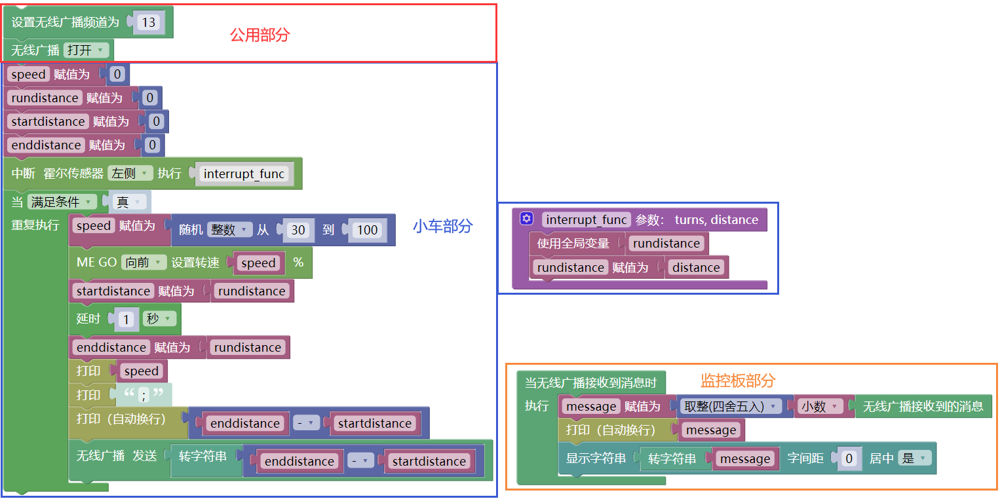 设置无线广播频道为 13
无线广播 打开
公用部分
speed 赋值为 0
rundistance 赋值为 0
startdistance 赋值为 0
enddistance 赋值为 0
中断 霍尔传感器 左侧 执行 interrupt_func
当 满足条件 真
重复执行
speed 赋值为 随机 整数 从 30 到 100
小车部分
ME GO 向前 设置转速 speed %
startdistance 赋值为 rundistance
延时 1 秒
enddistance 赋值为 rundistance
打印 speed
打印 “ ; ”
打印（自动换行） enddistance - startdistance
无线广播 发送 转字符串 enddistance - startdistance
interrupt_func 参数： turns, distance
使用全局变量 rundistance
rundistance 赋值为 distance
监控板部分
当无线广播接收到消息时
执行 message 赋值为 取整(四舍五入) 小数 无线广播接收到的消息
打印（自动换行） message
显示字符串 转字符串 message 字间距 0 居中 是